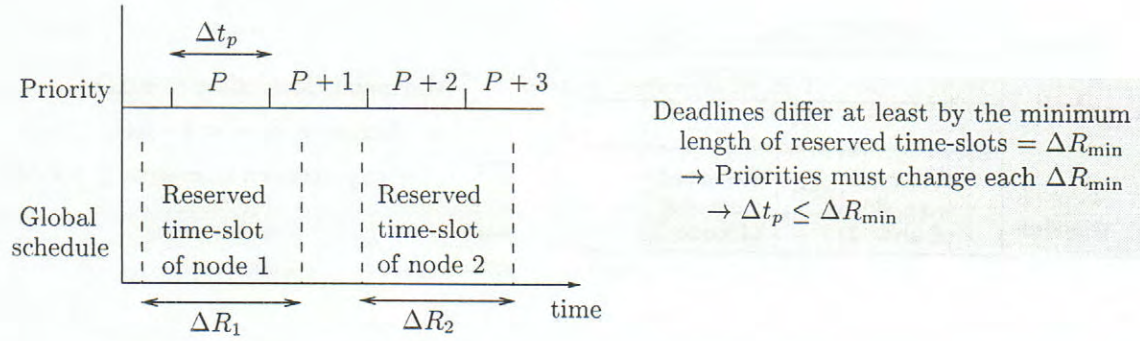 Δt_p
Priority P P + 1 P + 2 P + 3
Global schedule
Reserved time-slot of node 1
Reserved time-slot of node 2
ΔR_1
ΔR_2
time
Deadlines differ at least by the minimum
length of reserved time-slots = ΔR_min
→ Priorities must change each ΔR_min
→ Δt_p ≤ ΔR_min